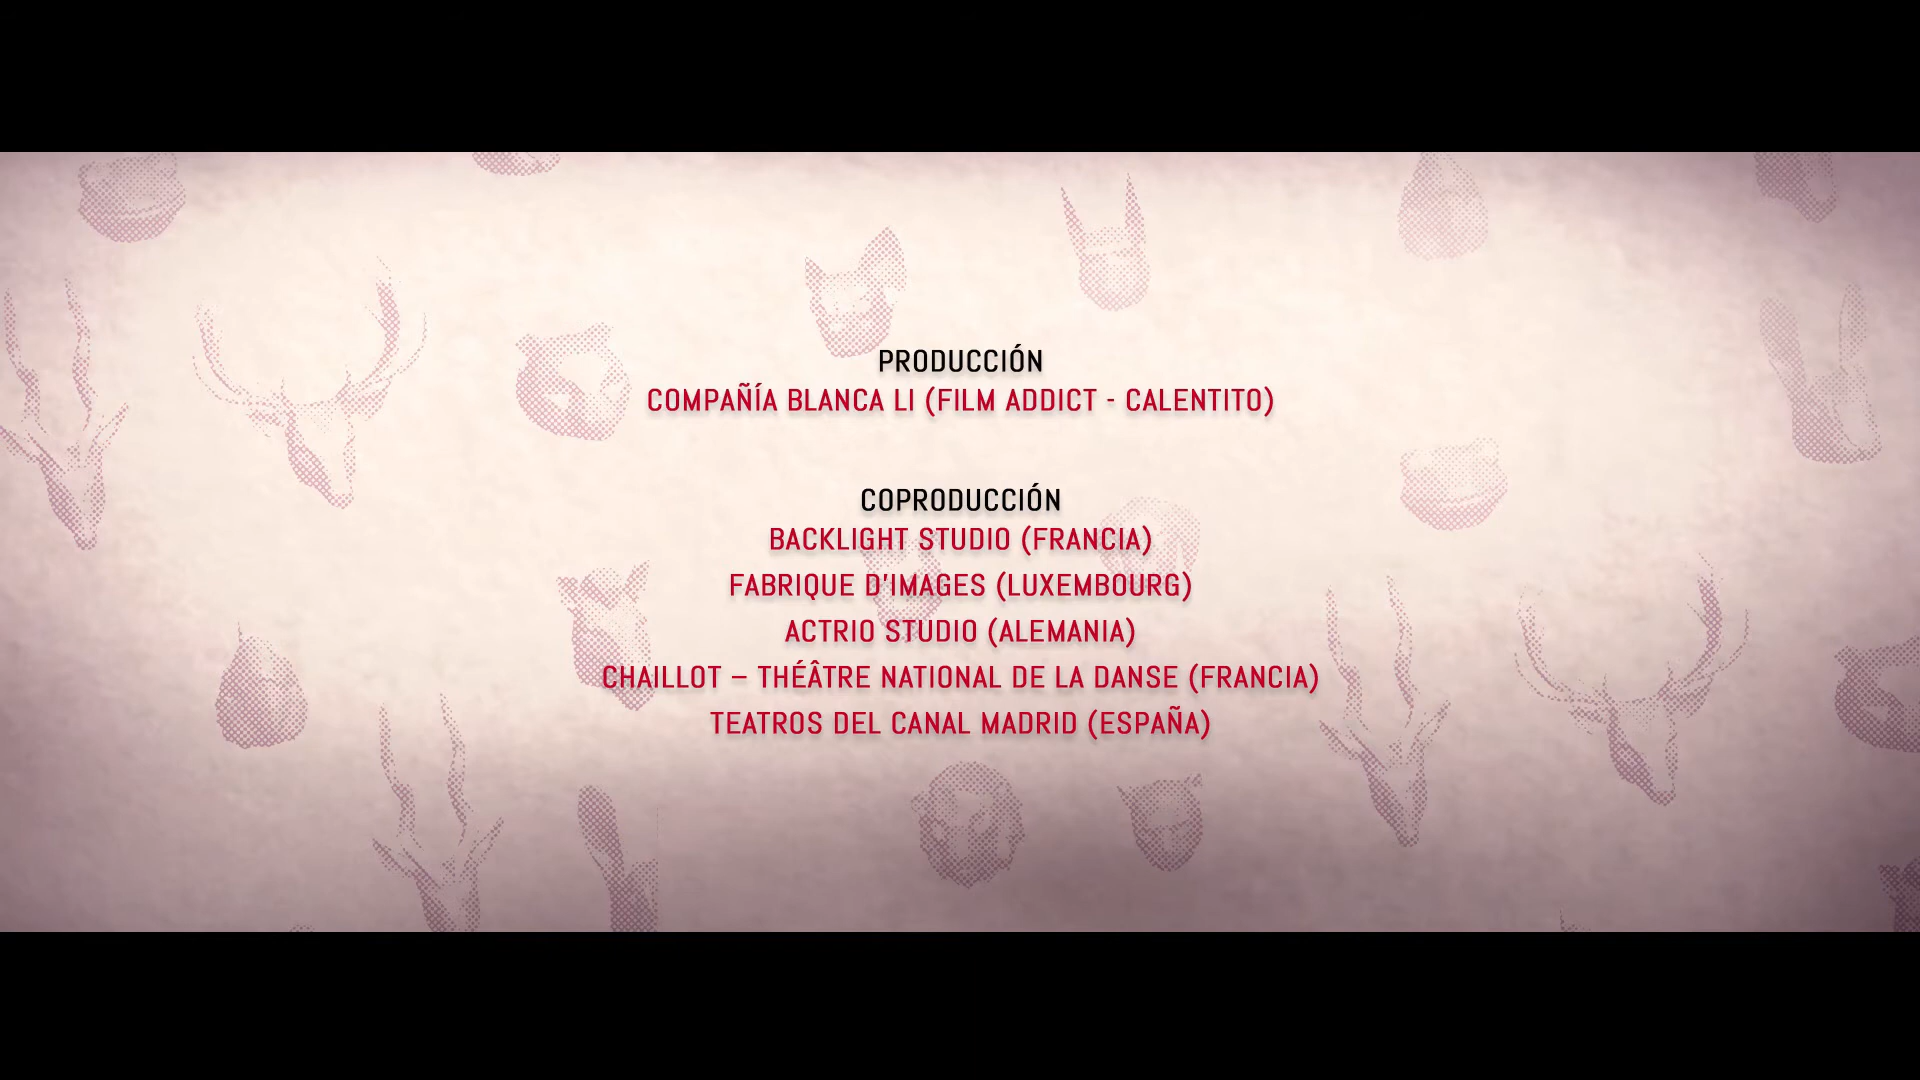 PRODUCCIÓN
COMPAÑÍA BLANCA LI (FILM ADDICT - CALENTITO)
COPRODUCCIÓN
BACKLIGHT STUDIO (FRANCIA)
FABRIQUE D'IMAGES (LUXEMBOURG)
ACTRIO STUDIO (ALEMANIA)
CHAILLOT – THÉÂTRE NATIONAL DE LA DANSE (FRANCIA)
TEATROS DEL CANAL MADRID (ESPAÑA)